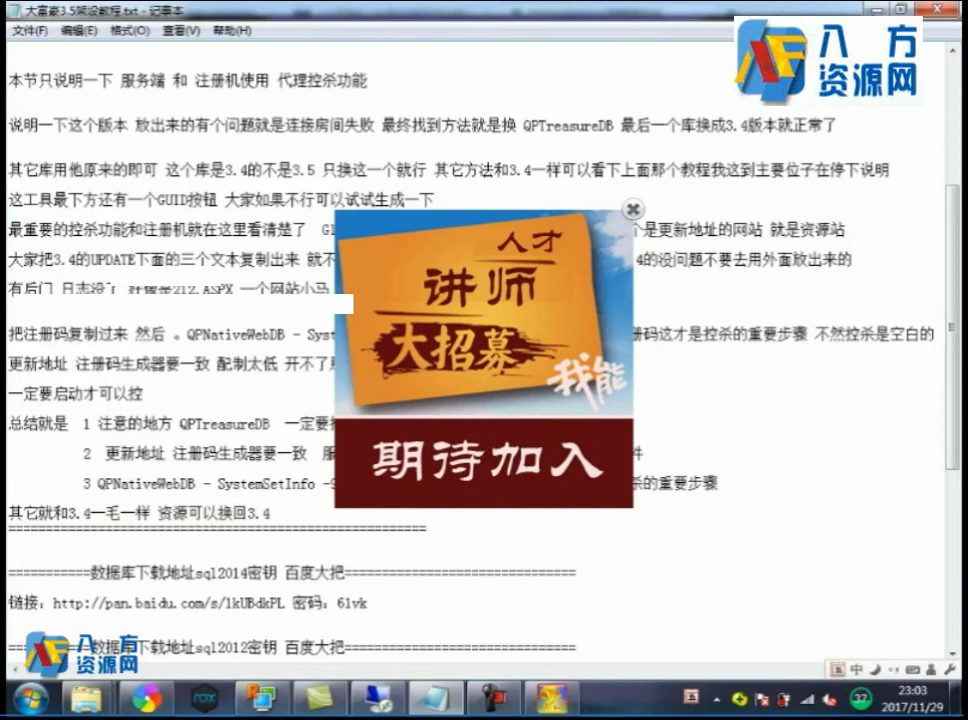 大富豪3.5架设教程.txt - 记事本
文件(F) 编辑(E) 格式(O) 查看(V) 帮助(H)
八方
资源网
本节只说明一下 服务端 和 注册机使用 代理控杀功能
说明一下这个版本 放出来的有个问题就是连接房间失败 最终找到方法就是换 QPTreasureDB 最后一个库换成3.4版本就正常了
其它库用他原来的即可 这个库是3.4的不是3.5 只换这一个就行 其它方法和3.4一样可以看下上面那个教程我这到主要位子在停下说明
这工具最下方还有一个GUID按钮 大家如果不行可以试试生成一下
最重要的控杀功能和注册机就在这里看清楚了
个是更新地址的网站 就是资源站
大家把3.4的UPDATE下面的三个文本复制出来 就不
4的没问题不要去用外面放出来的
有后门 日志没了 好像是212.ASPX 一个网站小马
把注册码复制过来 然后 。QPNativeWebDB - Syst
册码这才是控杀的重要步骤 不然控杀是空白的
更新地址 注册码生成器要一致 配制太低 开不了
一定要启动才可以控
总结就是 1 注意的地方 QPTreasureDB 一定要
2 更新地址 注册码生成器要一致 服
件
3 QPNativeWebDB - SystemSetInfo -
杀的重要步骤
其它就和3.4一毛一样 资源可以换回3.4
========================================================
人才
讲师
大招募
我能
期待加入
===========数据库下载地址sql2014密钥 百度大把===============================
链接：http://pan.baidu.com/s/1kUBdkPL 密码：61vk
数据库下载地址sql2012密钥 百度大把===============================
八方
资源网
中
37
23:03
2017/11/29